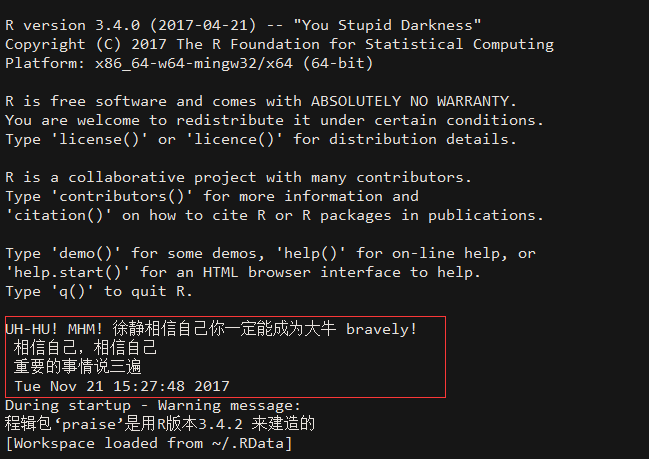 R version 3.4.0 (2017-04-21) -- "You Stupid Darkness"
Copyright (C) 2017 The R Foundation for Statistical Computing
Platform: x86_64-w64-mingw32/x64 (64-bit)
R is free software and comes with ABSOLUTELY NO WARRANTY.
You are welcome to redistribute it under certain conditions.
Type 'license()' or 'licence()' for distribution details.
R is a collaborative project with many contributors.
Type 'contributors()' for more information and
'citation()' on how to cite R or R packages in publications.
Type 'demo()' for some demos, 'help()' for on-line help, or
'help.start()' for an HTML browser interface to help.
Type 'q()' to quit R.
UH-HU! MHM! 徐静相信自己你一定能成为大牛 bravely!
相信自己，相信自己
重要的事情说三遍
Tue Nov 21 15:27:48 2017
During startup - Warning message:
程辑包‘praise’是用R版本3.4.2 来建造的
[Workspace loaded from ~/.RData]